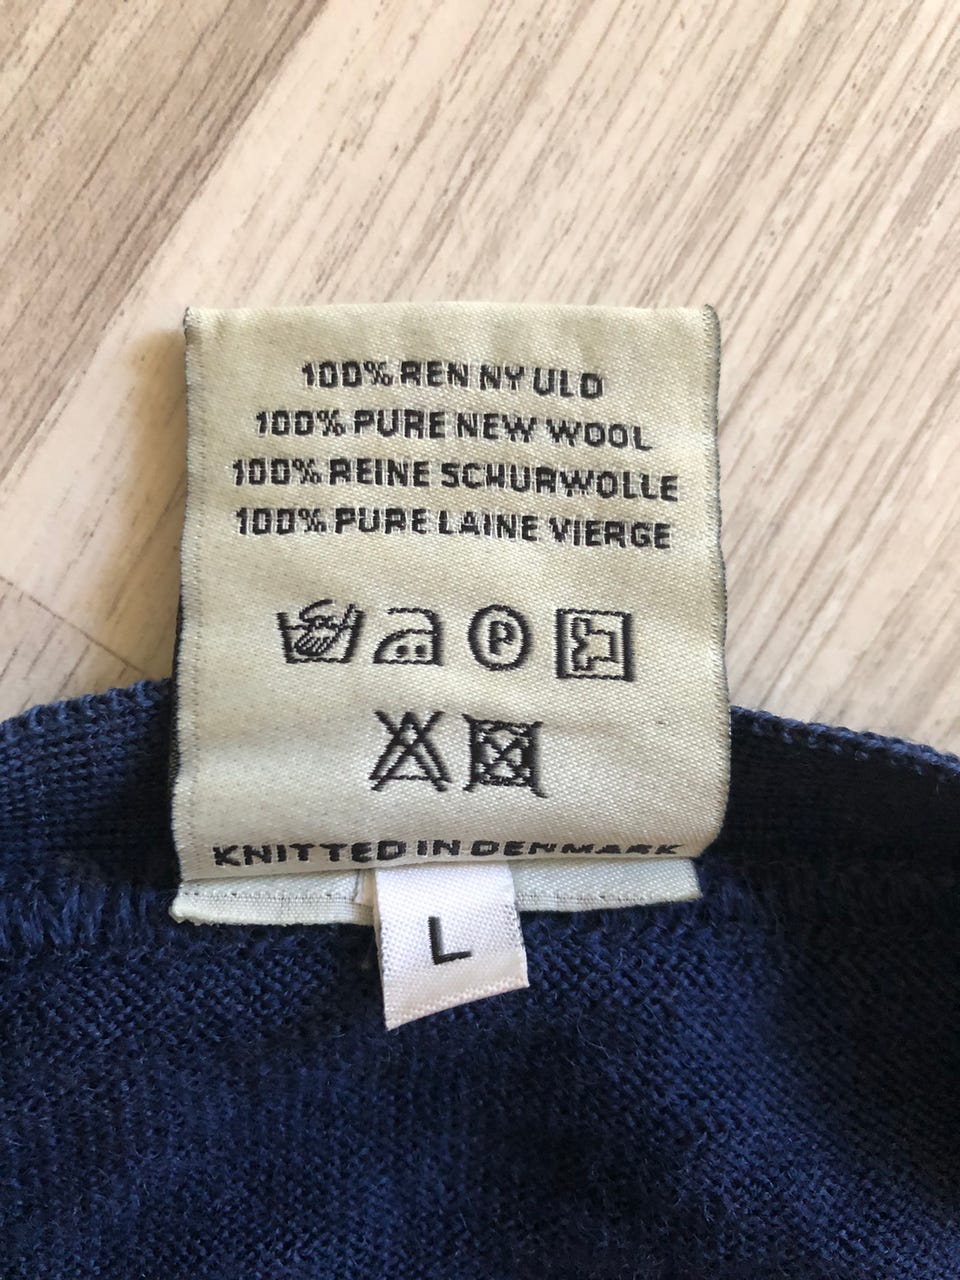 100% REN NY ULD
100% PURE NEW WOOL
100% REINE SCHURWOLLE
100% PURE LAINE VIERGE
P
KNITTED IN DENMARK
L